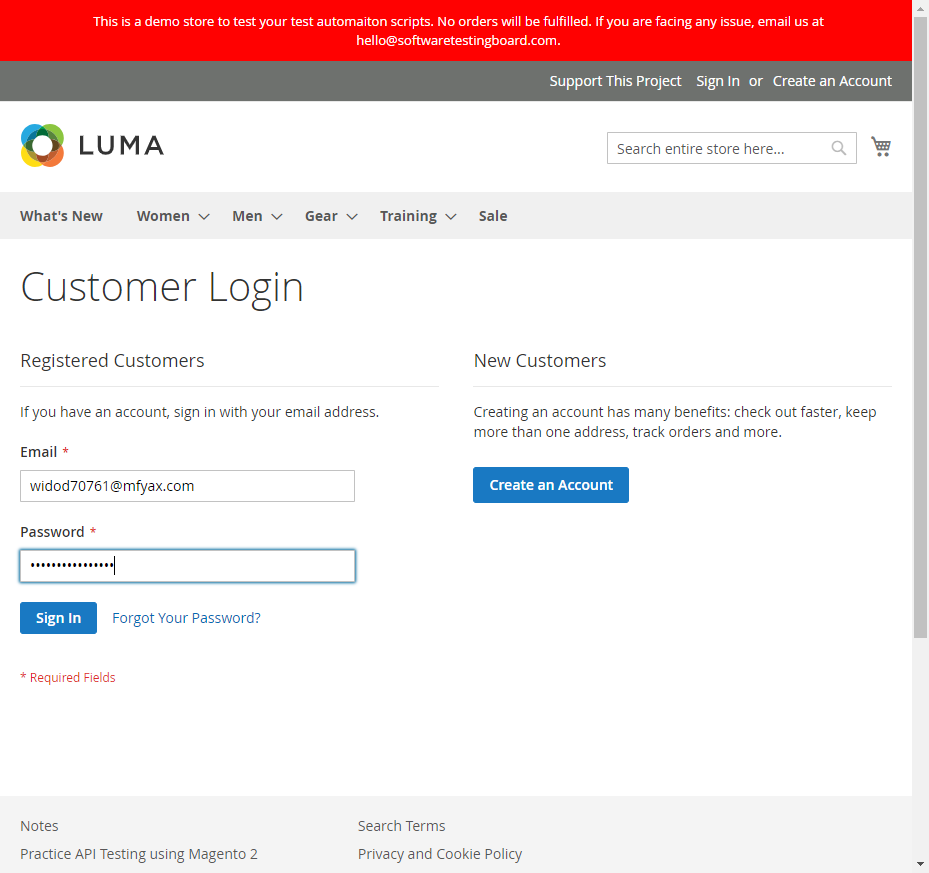 This is a demo store to test your test automaiton scripts. No orders will be fulfilled. If you are facing any issue, email us at
hello@softwaretestingboard.com.
Support This Project Sign In or Create an Account
LUMA
Search entire store here...
What's New Women Men Gear Training Sale
Customer Login
Registered Customers
If you have an account, sign in with your email address.
Email *
widod70761@mfyax.com
Password *
••••••••••••••••
Sign In Forgot Your Password?
* Required Fields
New Customers
Creating an account has many benefits: check out faster, keep
more than one address, track orders and more.
Create an Account
Notes
Practice API Testing using Magento 2
Search Terms
Privacy and Cookie Policy